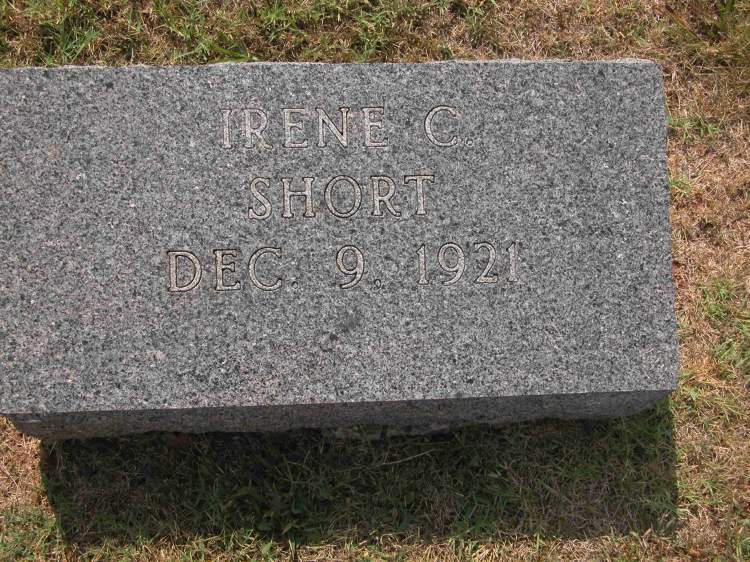 IRENE C.
SHORT
DEC. 9. 1921